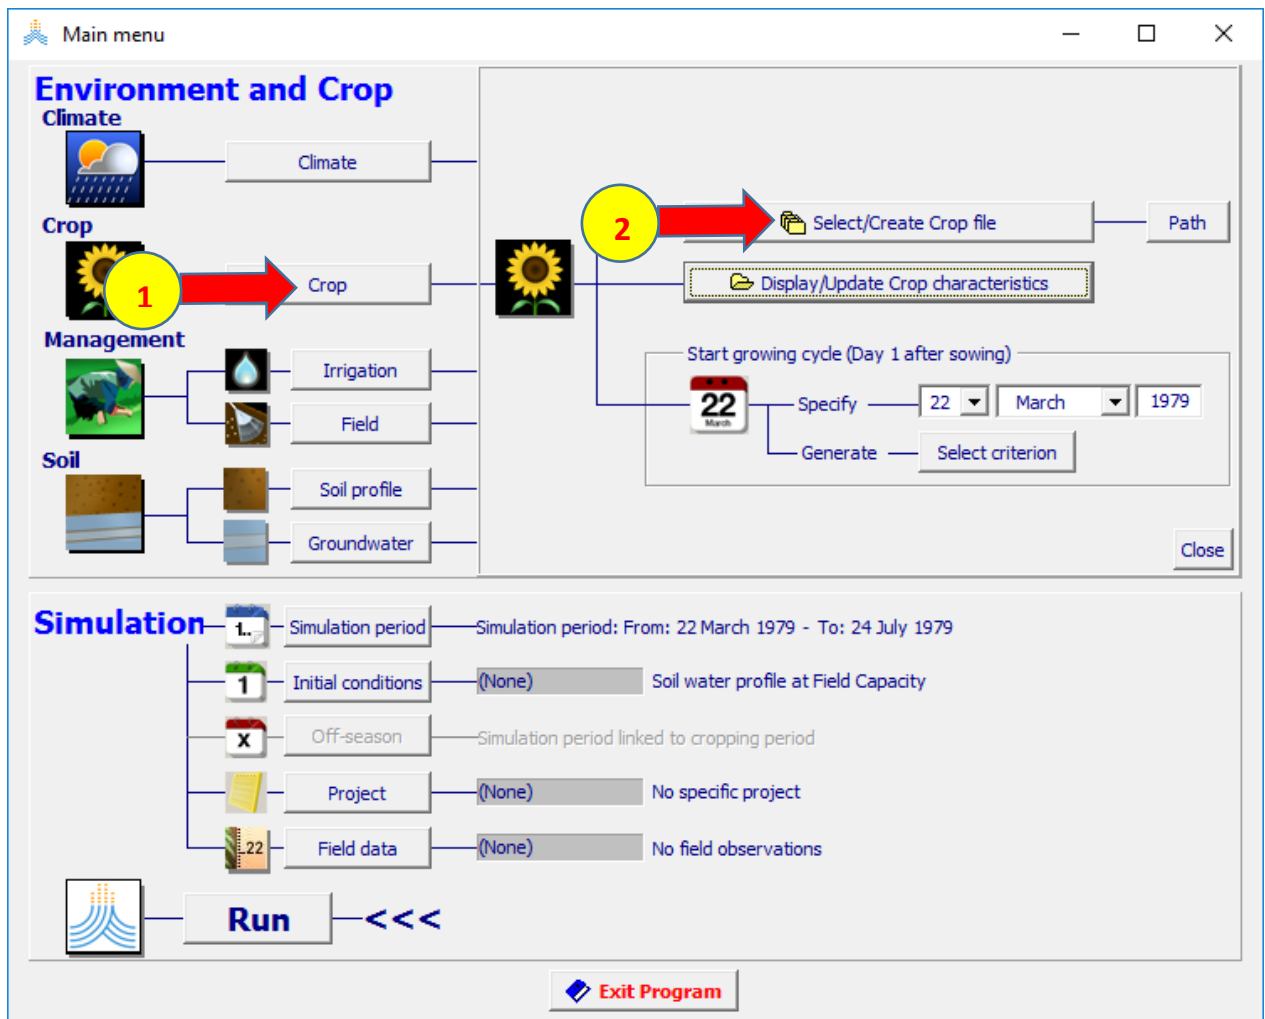 Main menu
Environment and Crop
Climate
Climate
Crop
1
Crop
Management
Irrigation
Field
Soil
Soil profile
Groundwater
2
Select/Create Crop file
Path
Display/Update Crop characteristics
Start growing cycle (Day 1 after sowing)
22
March
Specify
22
March
1979
Generate
Select criterion
Close
Simulation
1..
Simulation period
Simulation period: From: 22 March 1979 - To: 24 July 1979
1
Initial conditions
(None)
Soil water profile at Field Capacity
X
Off-season
Simulation period linked to cropping period
Project
(None)
No specific project
22
Field data
(None)
No field observations
Run
<<<
Exit Program